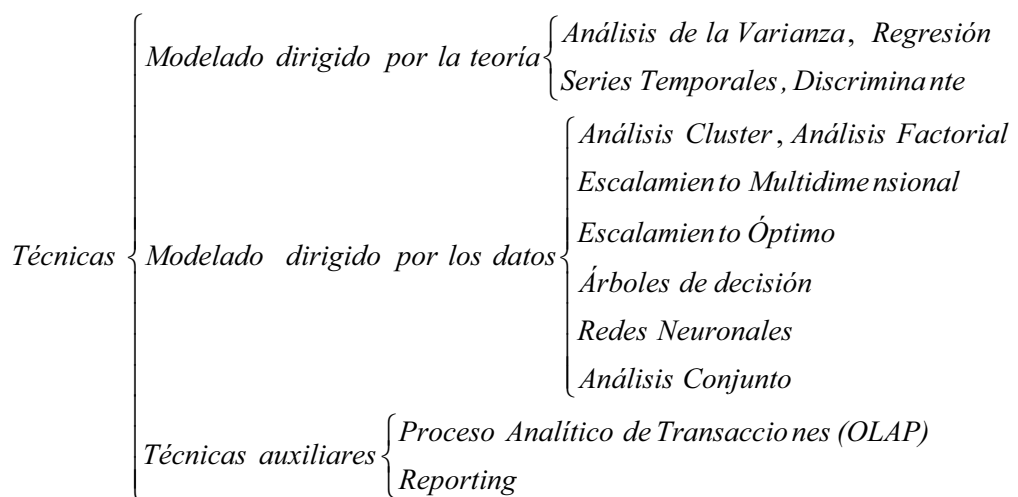 Técnicas
Modelado dirigido por la teoría
Análisis de la Varianza, Regresión
Series Temporales, Discriminante
Modelado dirigido por los datos
Análisis Cluster, Análisis Factorial
Escalamiento Multidimensional
Escalamiento Óptimo
Árboles de decisión
Redes Neuronales
Análisis Conjunto
Técnicas auxiliares
Proceso Analítico de Transacciones (OLAP)
Reporting